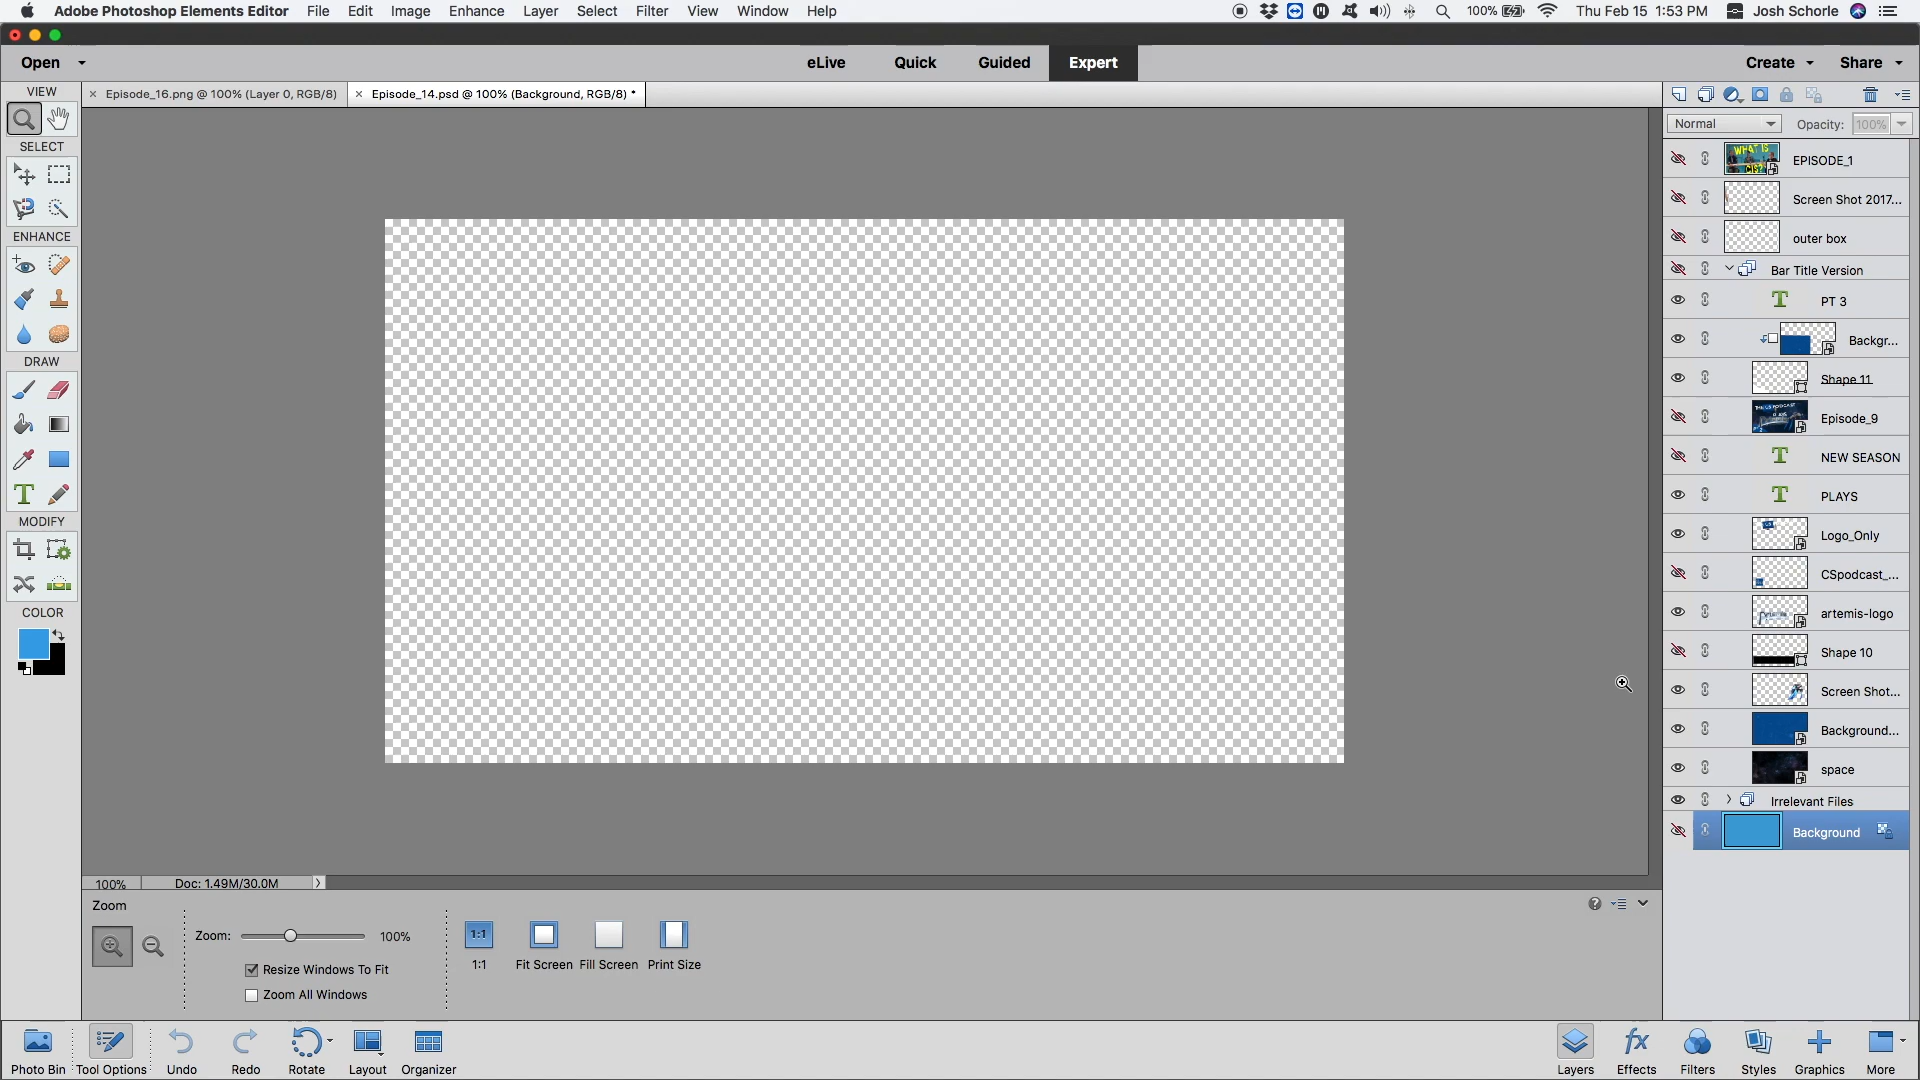 Adobe Photoshop Elements Editor File Edit Image Enhance Layer Select Filter View Window Help 100% Thu Feb 15 1:53 PM Josh Schorle
Open eLive Quick Guided Expert Create Share
VIEW × Episode_16.png @ 100% (Layer 0, RGB/8) × Episode_14.psd @ 100% (Background, RGB/8) *
Normal Opacity: 100%
SELECT
WHAT IS CIS? EPISODE_1
Screen Shot 2017...
ENHANCE
outer box
Bar Title Version
T PT 3
Backgr...
DRAW
Shape 11
Episode_9
T NEW SEASON
T
T PLAYS
MODIFY
Logo_Only
CSpodcast_...
COLOR
artemis-logo
Shape 10
Screen Shot...
Background...
space
Irrelevant Files
Background
100% Doc: 1.49M/30.0M
Zoom
Zoom: 100%
1:1
1:1 Fit Screen Fill Screen Print Size
Resize Windows To Fit
Zoom All Windows
fx
Photo Bin Tool Options Undo Redo Rotate Layout Organizer Layers Effects Filters Styles Graphics More